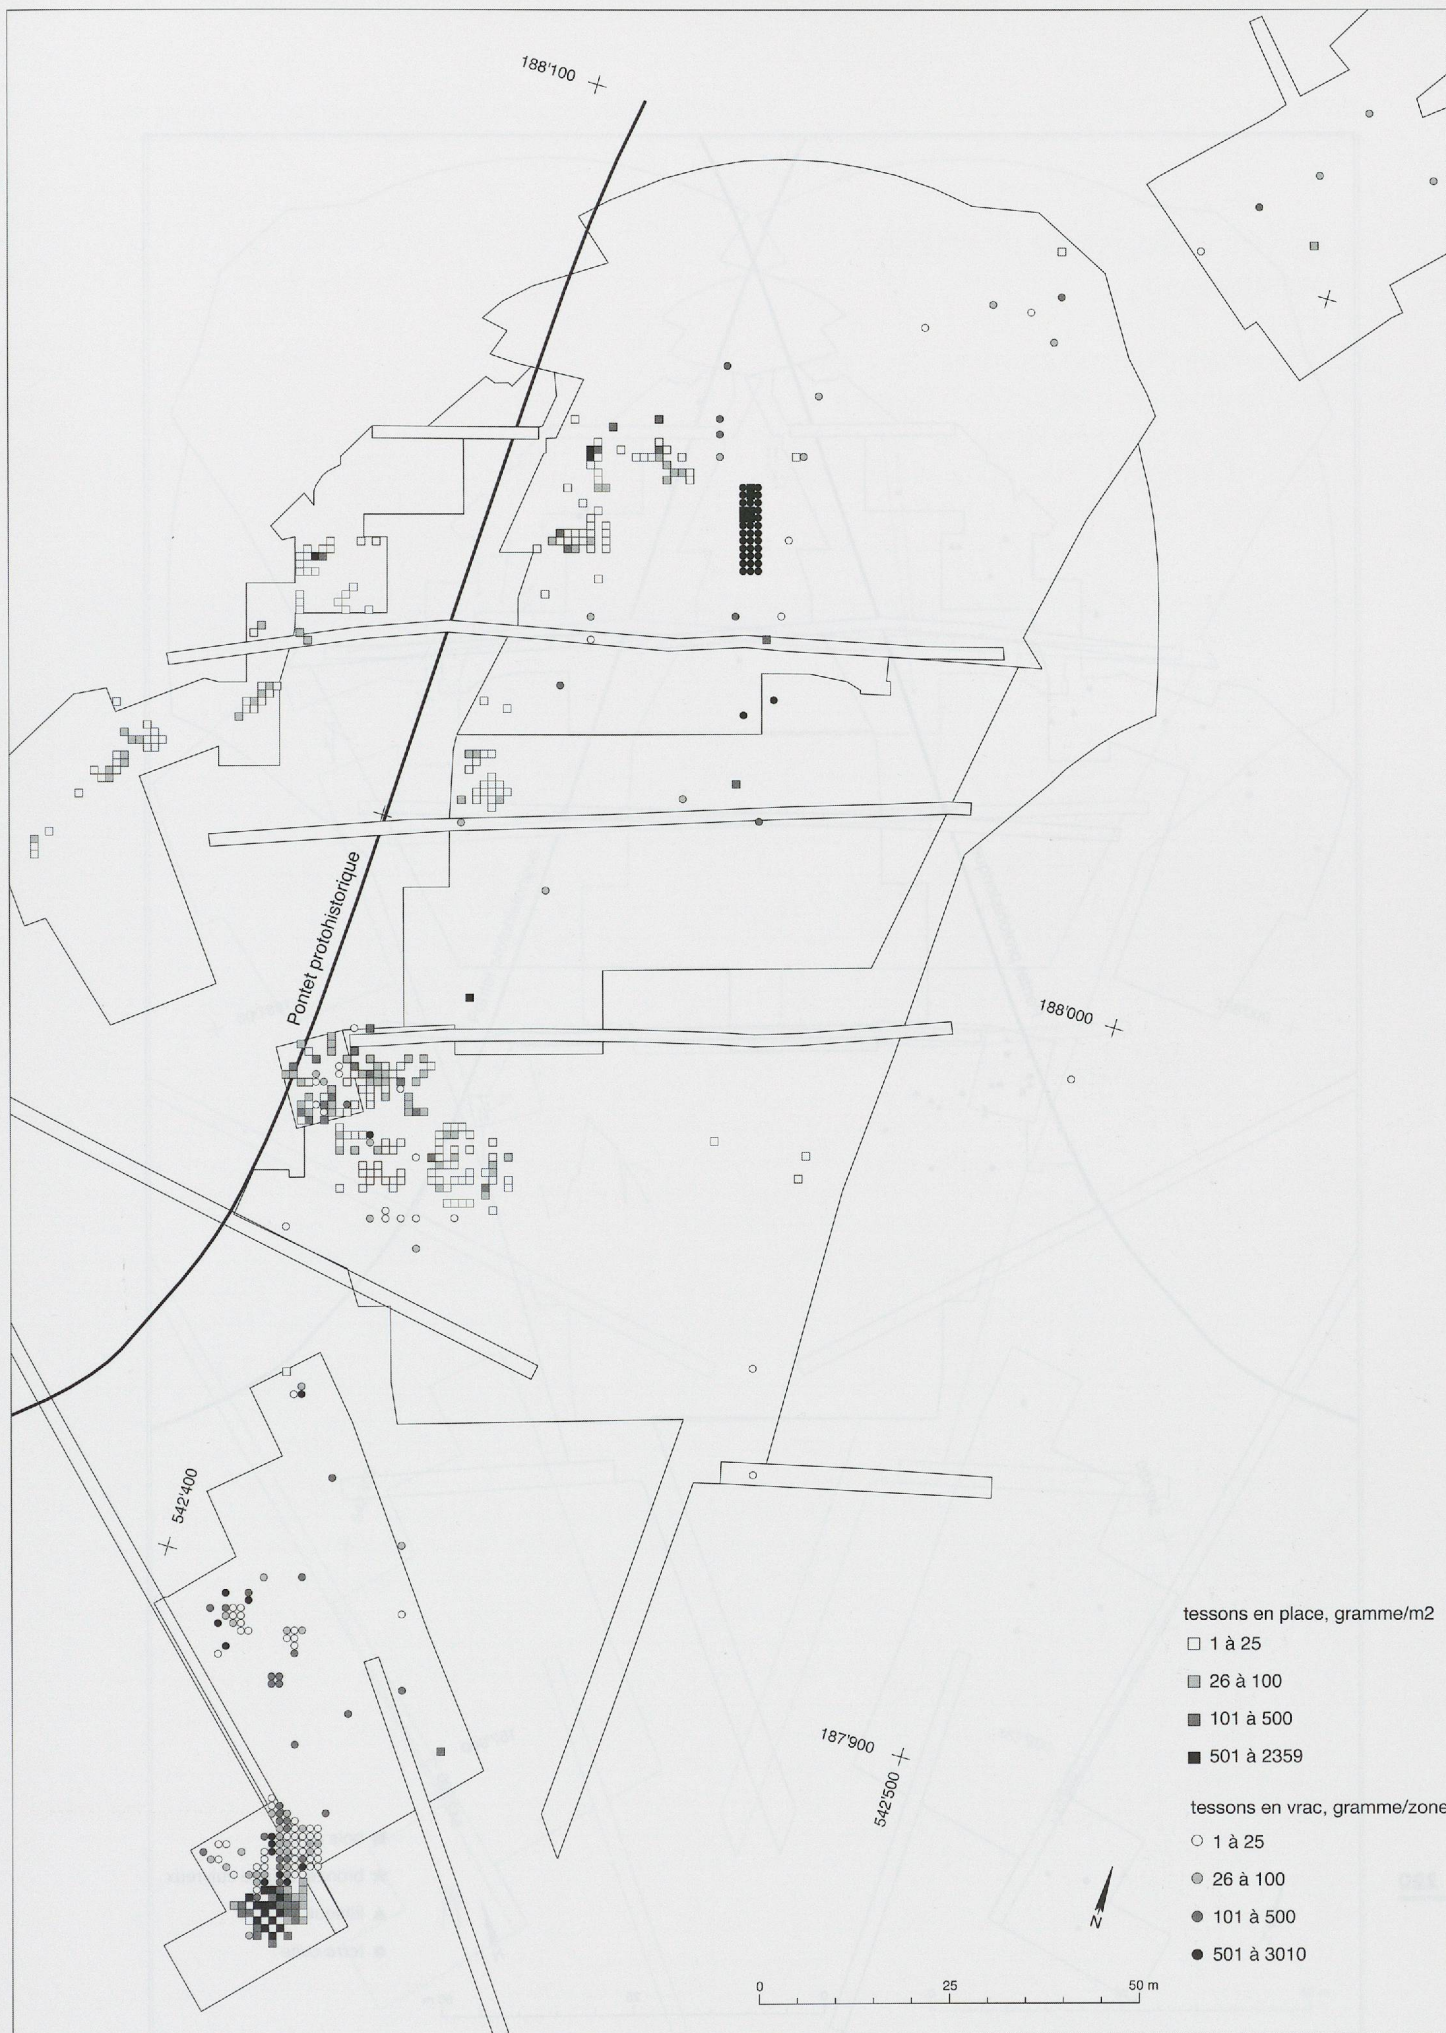 188'100
Pontet protohistorique
188'000
542'400
187'900
542'500
tessons en place, gramme/m2
1 à 25
26 à 100
101 à 500
501 à 2359
tessons en vrac, gramme/zone
1 à 25
26 à 100
101 à 500
501 à 3010
N
0 25 50 m